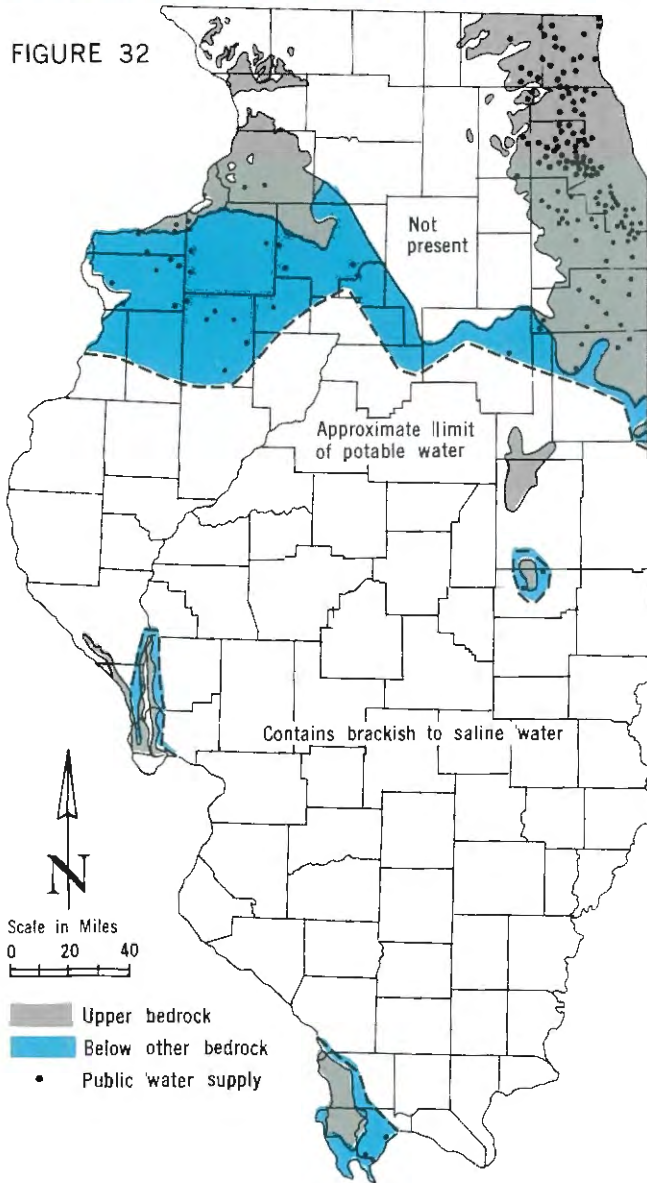 FIGURE 32
Not
present
Approximate limit
of potable water
Contains brackish to saline water
N
Scale in Miles
0 20 40
Upper bedrock
Below other bedrock
Public water supply